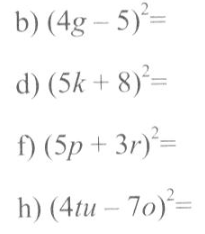 b) (4g – 5)²=
d) (5k + 8)²=
f) (5p + 3r)²=
h) (4tu – 7o)²=